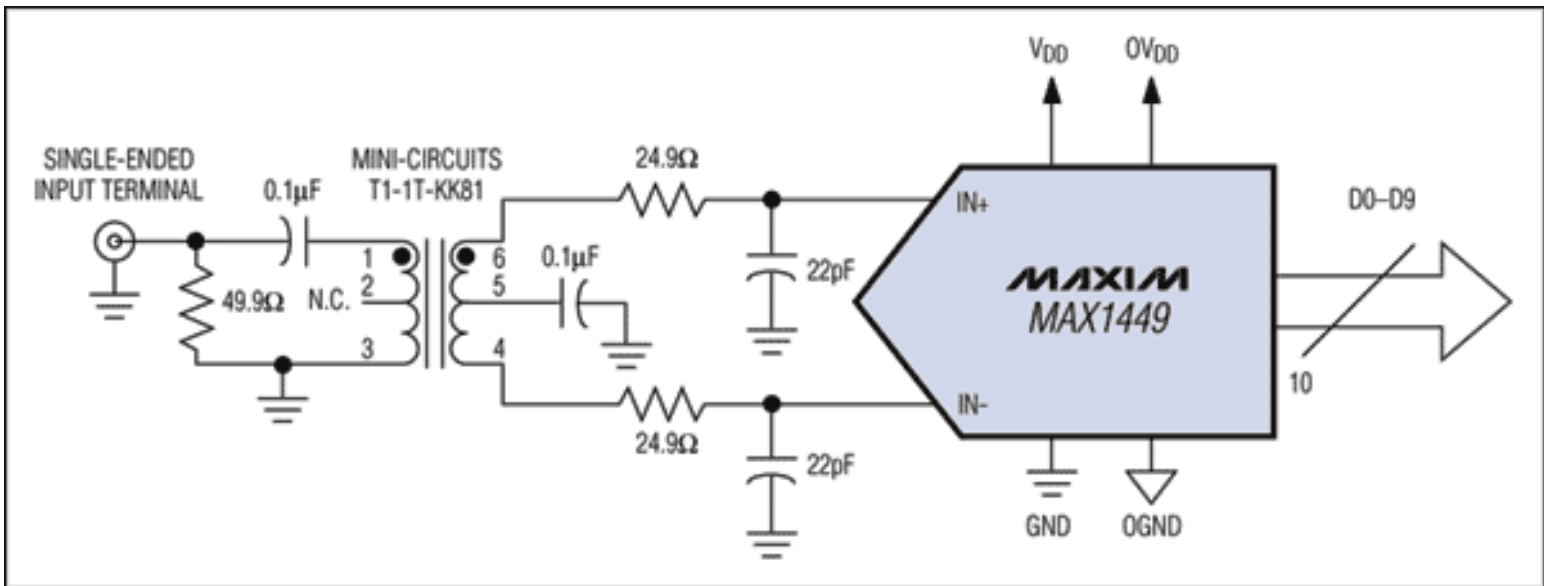 SINGLE-ENDED
INPUT TERMINAL
0.1µF
49.9Ω
N.C.
MINI-CIRCUITS
T1-1T-KK81
1
2
3
6
5
4
0.1µF
24.9Ω
24.9Ω
22pF
22pF
VDD
OVDD
IN+
IN-
MAXIM
MAX1449
GND
OGND
D0–D9
10